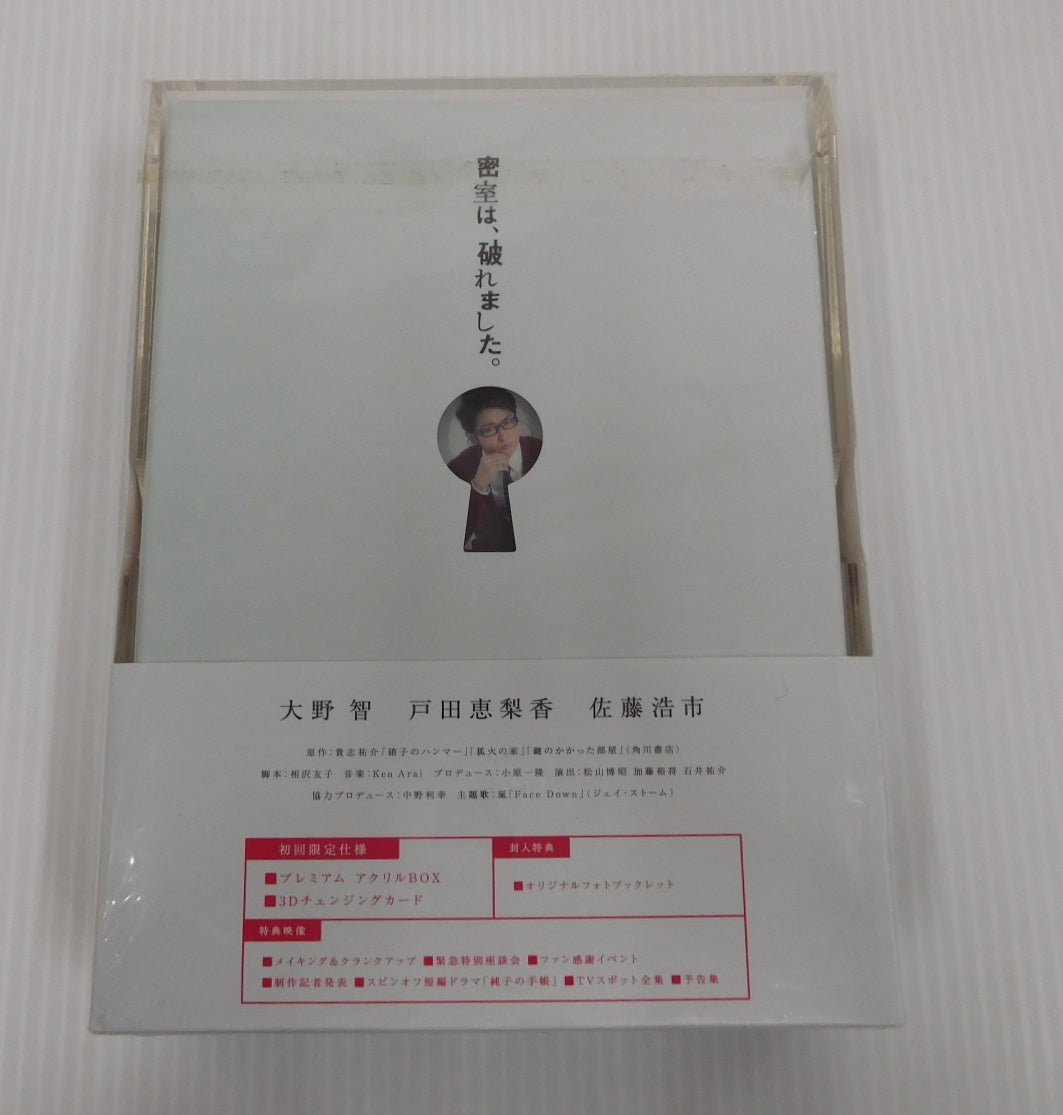 密室は、破れました。
大野 智　戸田恵梨香　佐藤浩市
原作：貴志祐介「硝子のハンマー」「狐火の家」「鍵のかかった部屋」（角川書店）
脚本：相沢友子　音楽：Ken Arai　プロデュース：小原一隆　演出：松山博昭 加藤裕将 石井祐介
協力プロデュース：中野利幸　主題歌：嵐「Face Down」（ジェイ・ストーム）
初回限定仕様
■プレミアム アクリルBOX
■3Dチェンジングカード
封入特典
■オリジナルフォトブックレット
特典映像
■メイキング＆クランクアップ ■緊急特別座談会 ■ファン感謝イベント
■制作記者発表 ■スピンオフ短編ドラマ「純子の手帳」 ■TVスポット全集 ■予告集